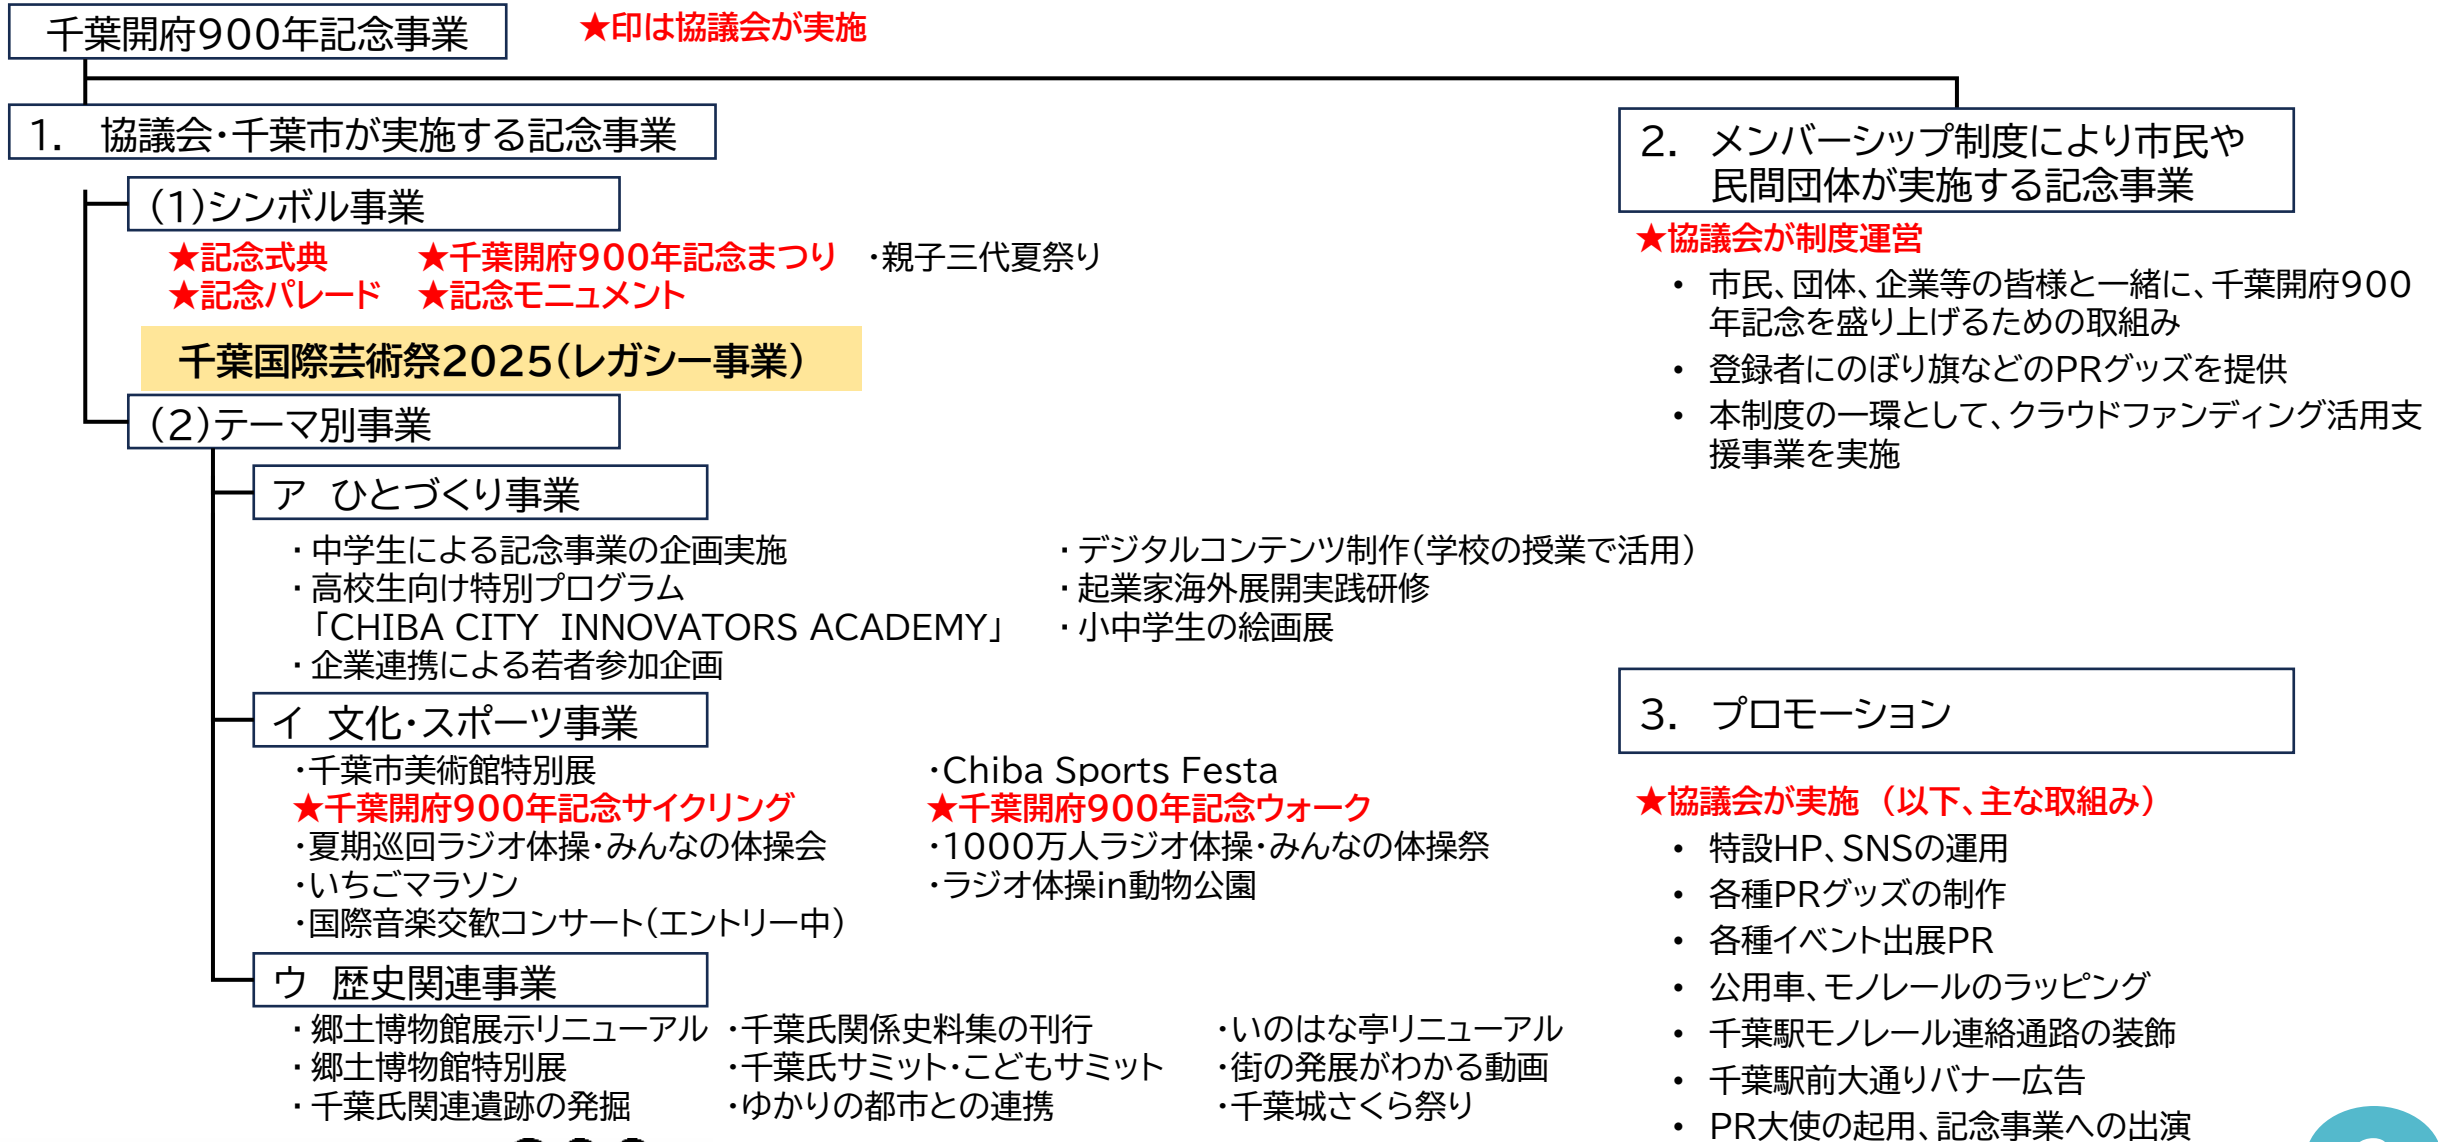 千葉開府900年記念事業
★印は協議会が実施
1. 協議会・千葉市が実施する記念事業
(1)シンボル事業
★記念式典 ★千葉開府900年記念まつり ・親子三代夏祭り
★記念パレード ★記念モニュメント
千葉国際芸術祭2025(レガシー事業)
(2)テーマ別事業
ア ひとづくり事業
・中学生による記念事業の企画実施
・高校生向け特別プログラム
「CHIBA CITY INNOVATORS ACADEMY」
・企業連携による若者参加企画
・デジタルコンテンツ制作(学校の授業で活用)
・起業家海外展開実践研修
・小中学生の絵画展
イ 文化・スポーツ事業
・千葉市美術館特別展
★千葉開府900年記念サイクリング
・夏期巡回ラジオ体操・みんなの体操会
・いちごマラソン
・国際音楽交歓コンサート(エントリー中)
・Chiba Sports Festa
★千葉開府900年記念ウォーク
・1000万人ラジオ体操・みんなの体操祭
・ラジオ体操in動物公園
ウ 歴史関連事業
・郷土博物館展示リニューアル
・郷土博物館特別展
・千葉氏関連遺跡の発掘
・千葉氏関係史料集の刊行
・千葉氏サミット・こどもサミット
・ゆかりの都市との連携
・いのはな亭リニューアル
・街の発展がわかる動画
・千葉城さくら祭り
2. メンバーシップ制度により市民や
民間団体が実施する記念事業
★協議会が制度運営
• 市民、団体、企業等の皆様と一緒に、千葉開府900
年記念を盛り上げるための取組み
• 登録者にのぼり旗などのPRグッズを提供
• 本制度の一環として、クラウドファンディング活用支
援事業を実施
3. プロモーション
★協議会が実施 (以下、主な取組み)
• 特設HP、SNSの運用
• 各種PRグッズの制作
• 各種イベント出展PR
• 公用車、モノレールのラッピング
• 千葉駅モノレール連絡通路の装飾
• 千葉駅前大通りバナー広告
• PR大使の起用、記念事業への出演